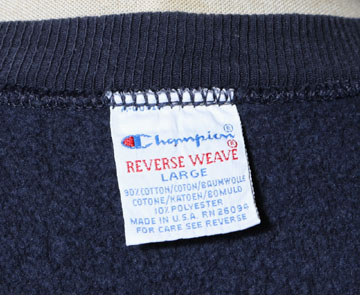 Champion®
REVERSE WEAVE®
LARGE
90% COTTON/COTON/BAUMWOLLE
COTONE/KATOEN/BOMULD
10% POLYESTER
MADE IN U.S.A. RN 26094
FOR CARE SEE REVERSE